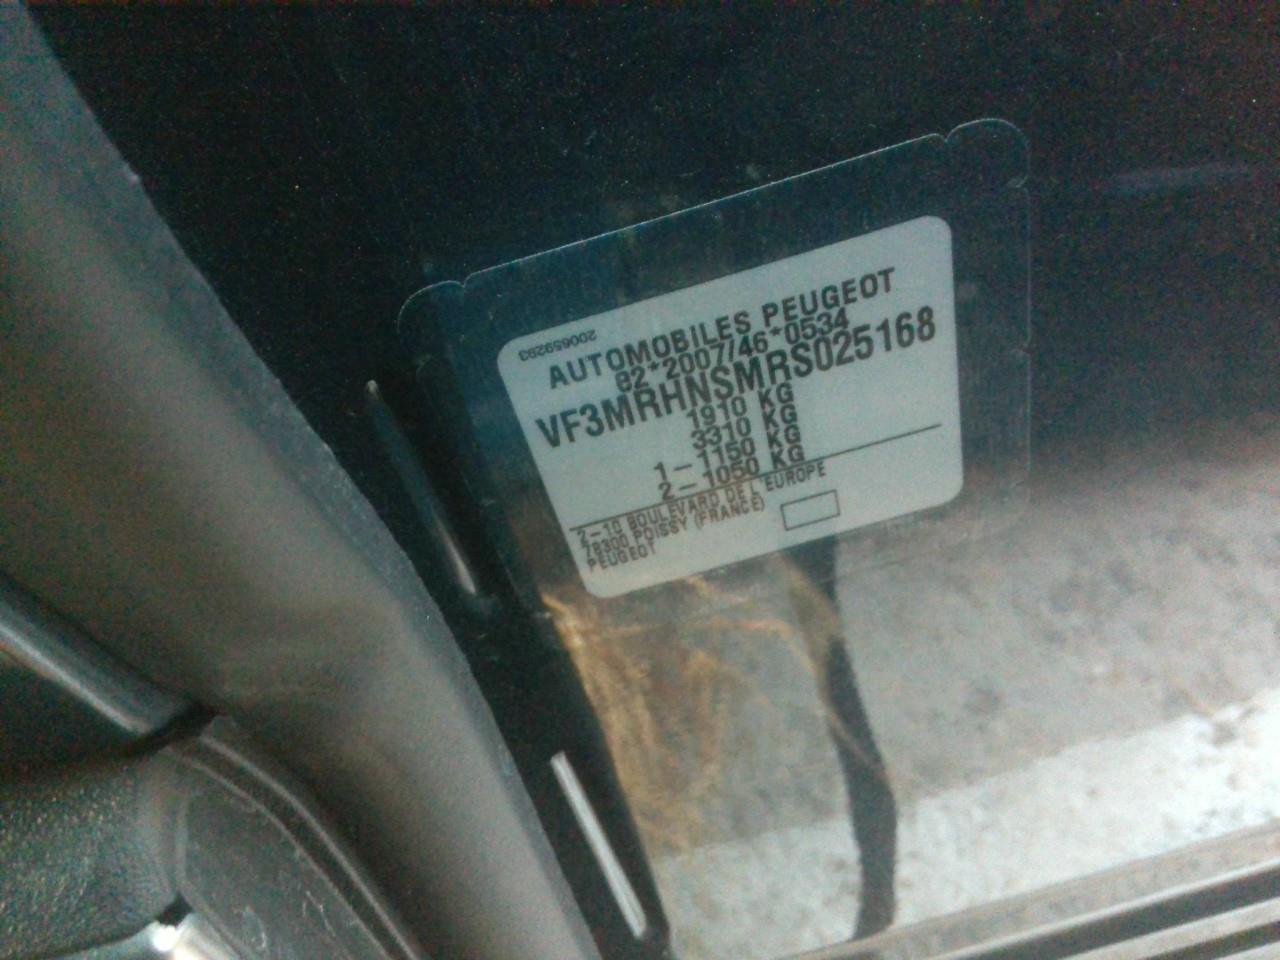 200659293
AUTOMOBILES PEUGEOT
e2*2007/46*0534
VF3MRHNSMRS025168
1910 KG
3310 KG
1-1150 KG
2-1050 KG
2-10 BOULEVARD DE L'EUROPE
78300 POISSY (FRANCE)
PEUGEOT